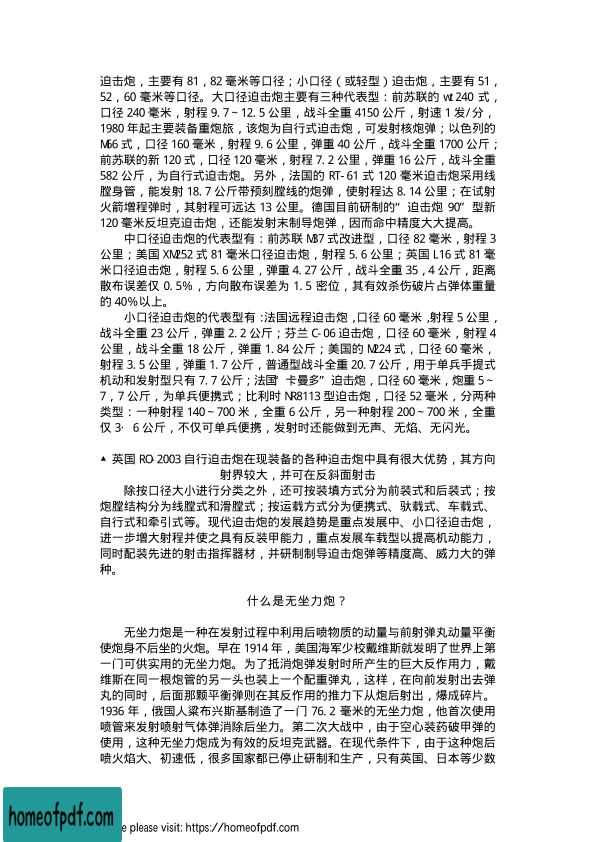 迫击炮，主要有 81，82 毫米等口径；小口径（或轻型）迫击炮，主要有 51，
52，60 毫米等口径。大口径迫击炮主要有三种代表型：前苏联的 wt240 式，
口径 240 毫米，射程 9.7～12.5 公里，战斗全重 4150 公斤，射速 1 发/分，
1980 年起主要装备重炮旅，该炮为自行式迫击炮，可发射核炮弹；以色列的
M66 式，口径 160 毫米，射程 9.6 公里，弹重 40 公斤，战斗全重 1700 公斤；
前苏联的新 120 式，口径 120 毫米，射程 7.2 公里，弹重 16 公斤，战斗全重
582 公斤，为自行式迫击炮。另外，法国的 RT-61 式 120 毫米迫击炮采用线
膛身管，能发射 18.7 公斤带预刻膛线的炮弹，使射程达 8.14 公里；在试射
火箭增程弹时，其射程可远达 13 公里。德国目前研制的“迫击炮 90”型新
120 毫米反坦克迫击炮，还能发射末制导炮弹，因而命中精度大大提高。
中口径迫击炮的代表型有：前苏联 M37 式改进型，口径 82 毫米，射程 3
公里；美国 XM252 式 81 毫米口径迫击炮，射程 5.6 公里；英国 L16 式 81 毫
米口径迫击炮，射程 5.6 公里，弹重 4.27 公斤，战斗全重 35，4 公斤，距离
散布误差仅 0.5%，方向散布误差为 1.5 密位，其有效杀伤破片占弹体重量
的 40%以上。
小口径迫击炮的代表型有：法国远程迫击炮，口径 60 毫米，射程 5 公里，
战斗全重 23 公斤，弹重 2.2 公斤；芬兰 C-06 迫击炮，口径 60 毫米，射程 4
公里，战斗全重 18 公斤，弹重 1.84 公斤；美国的 M224 式，口径 60 毫米，
射程 3.5 公里，弹重 1.7 公斤，普通型战斗全重 20.7 公斤，用于单兵手提式
机动和发射型只有 7.7 公斤；法国“卡曼多”迫击炮，口径 60 毫米，炮重 5～
7，7 公斤，为单兵便携式；比利时 NR8113 型迫击炮，口径 52 毫米，分两种
类型：一种射程 140～700 米，全重 6 公斤，另一种射程 200～700 米，全重
仅 3·6 公斤，不仅可单兵便携，发射时还能做到无声、无焰、无闪光。
▲ 英国 RO-2003 自行迫击炮在现装备的各种迫击炮中具有很大优势，其方向
射界较大，并可在反斜面射击
除按口径大小进行分类之外，还可按装填方式分为前装式和后装式；按
炮膛结构分为线膛式和滑膛式；按运载方式分为便携式、驮载式、车载式、
自行式和牵引式等。现代迫击炮的发展趋势是重点发展中、小口径迫击炮，
进一步增大射程并使之具有反装甲能力，重点发展车载型以提高机动能力，
同时配装先进的射击指挥器材，并研制制导迫击炮弹等精度高、威力大的弹
种。
什么是无坐力炮？
无坐力炮是一种在发射过程中利用后喷物质的动量与前射弹丸动量平衡
使炮身不后坐的火炮。早在 1914 年，美国海军少校戴维斯就发明了世界上第
一门可供实用的无坐力炮。为了抵消炮弹发射时所产生的巨大反作用力，戴
维斯在同一根炮管的另一头也装上一个配重弹丸，这样，在向前发射出去弹
丸的同时，后面那颗平衡弹则在其反作用的推力下从炮后射出，爆成碎片。
1936 年，俄国人梁布兴斯基制造了一门 76.2 毫米的无坐力炮，他首次使用
喷管来发射喷射气体弹消除后坐力。第二次大战中，由于空心装药破甲弹的
使用，这种无坐力炮成为有效的反坦克武器。在现代条件下，由于这种炮后
喷火焰大、初速低，很多国家都已停止研制和生产，只有英国、日本等少数
homeofpdf.com
e please visit: https://homeofpdf.com